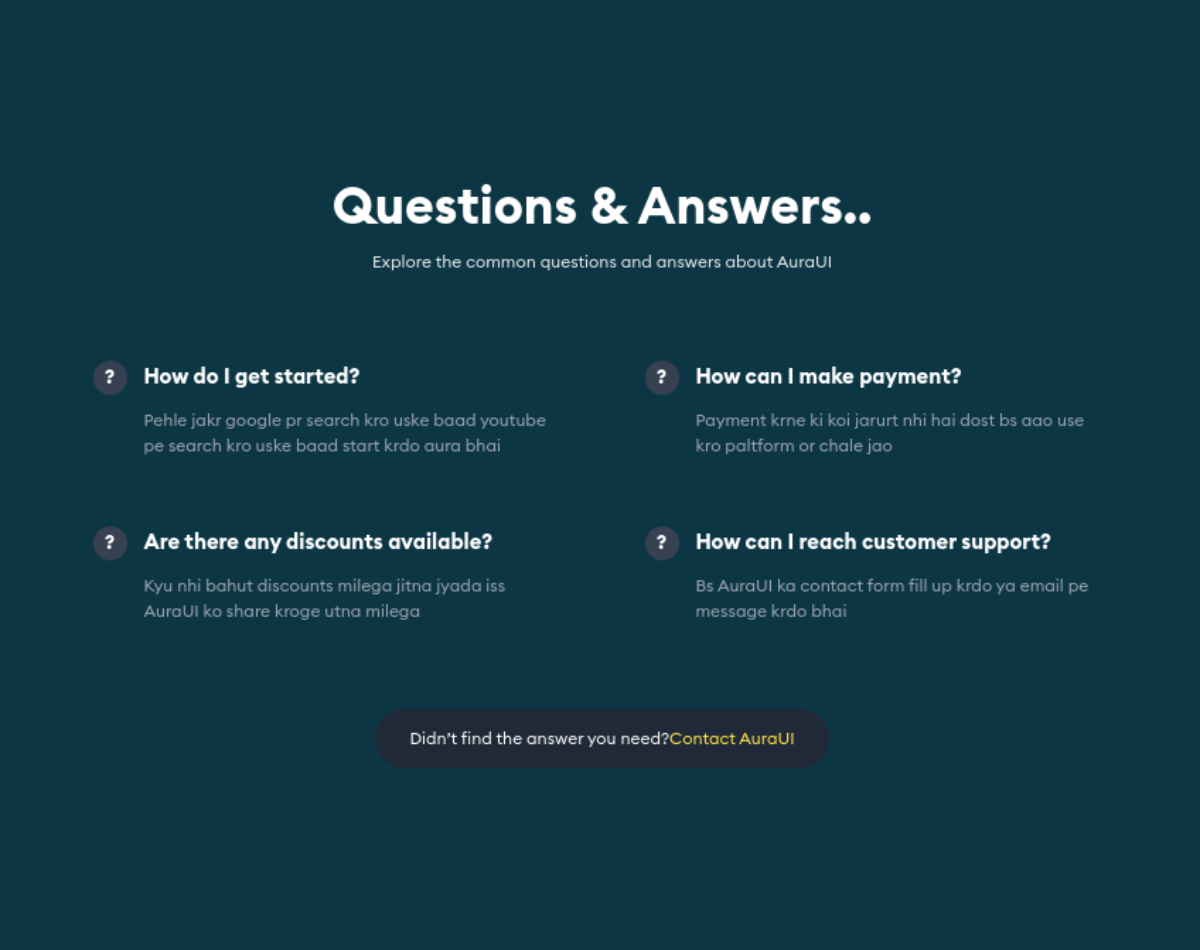 Questions & Answers..
Explore the common questions and answers about AuraUI
? How do I get started?
Pehle jakr google pr search kro uske baad youtube
pe search kro uske baad start krdo aura bhai
? How can I make payment?
Payment krne ki koi jarurt nhi hai dost bs aao use
kro paltform or chale jao
? Are there any discounts available?
Kyu nhi bahut discounts milega jitna jyada iss
AuraUI ko share kroge utna milega
? How can I reach customer support?
Bs AuraUI ka contact form fill up krdo ya email pe
message krdo bhai
Didn't find the answer you need?Contact AuraUI